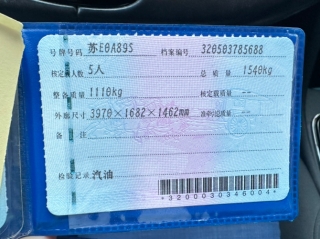 号牌号码 苏E0A89S 档案编号 320503785688
核定载人数 5人 总质量 1540kg
整备质量 1110kg 核定载质量 --
外廓尺寸 3970×1682×1462mm 准牵引总质量 --
备注
检验记录 汽油
*3200030346004*